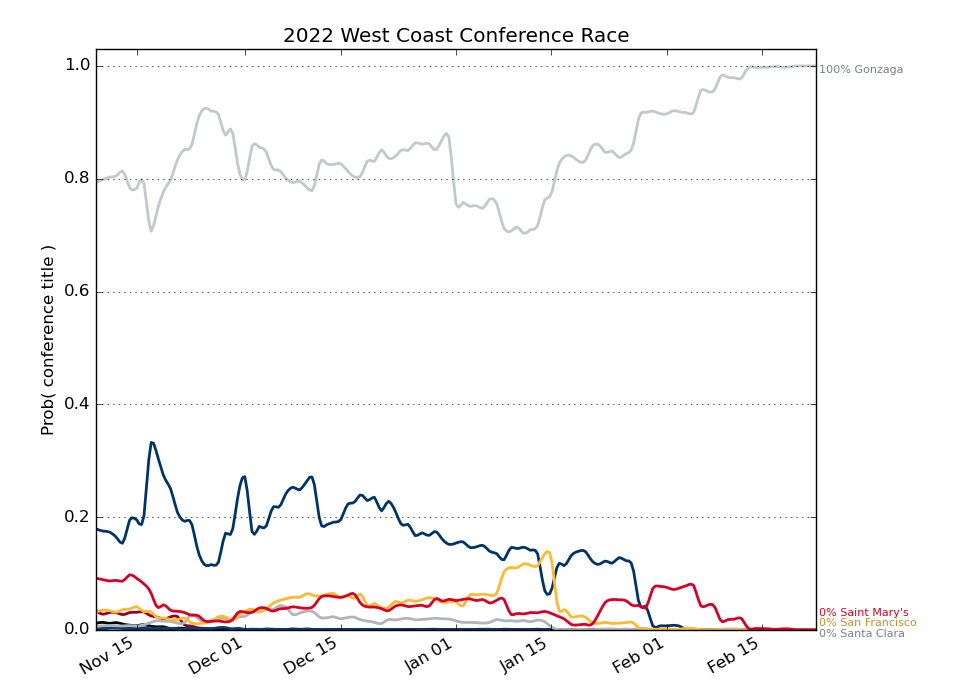 2022 West Coast Conference Race
Prob( conference title )
1.0
0.8
0.6
0.4
0.2
0.0
Nov 15
Dec 01
Dec 15
Jan 01
Jan 15
Feb 01
Feb 15
100% Gonzaga
0% Saint Mary's
0% San Francisco
0% Santa Clara